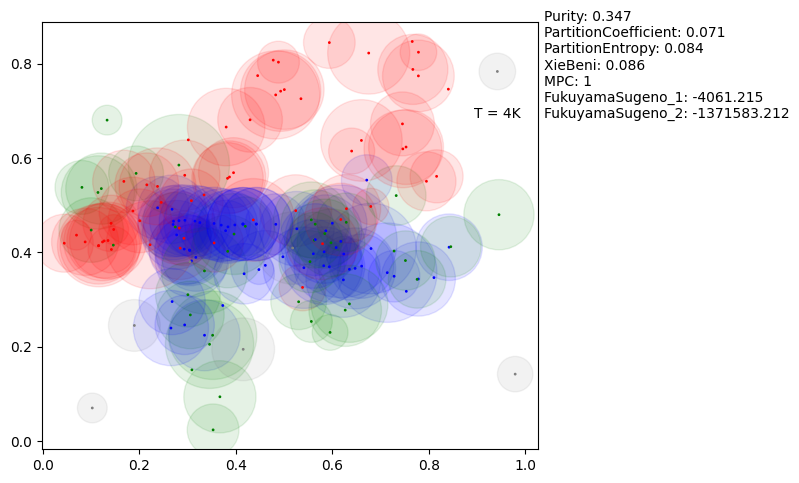 Purity: 0.347
PartitionCoefficient: 0.071
PartitionEntropy: 0.084
XieBeni: 0.086
MPC: 1
FukuyamaSugeno_1: -4061.215
FukuyamaSugeno_2: -1371583.212
T = 4K
0.8
0.6
0.4
0.2
0.0
0.0 0.2 0.4 0.6 0.8 1.0